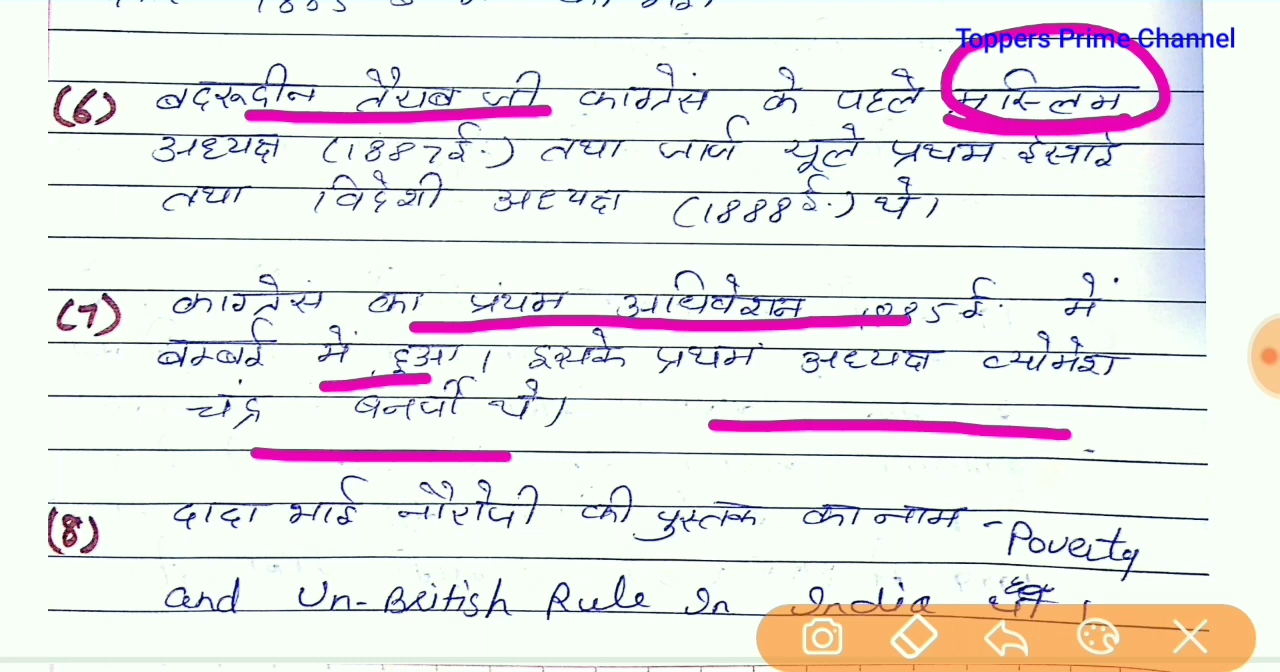 Toppers Prime Channel
(6) बदरूद्दीन तैयब जी कांग्रेस के पहले मुस्लिम
अध्यक्ष (1887ई.) तथा जार्ज यूले प्रथम ईसाई
तथा विदेशी अध्यक्ष (1888ई.) थे।
(7) कांग्रेस का प्रथम अधिवेशन 1885ई. में
बम्बई में हुआ। इसके प्रथम अध्यक्ष व्योमेश
चंद्र बनर्जी थे।
(8) दादा भाई नौरोजी की पुस्तक का नाम - Poverty
and Un-British Rule In India